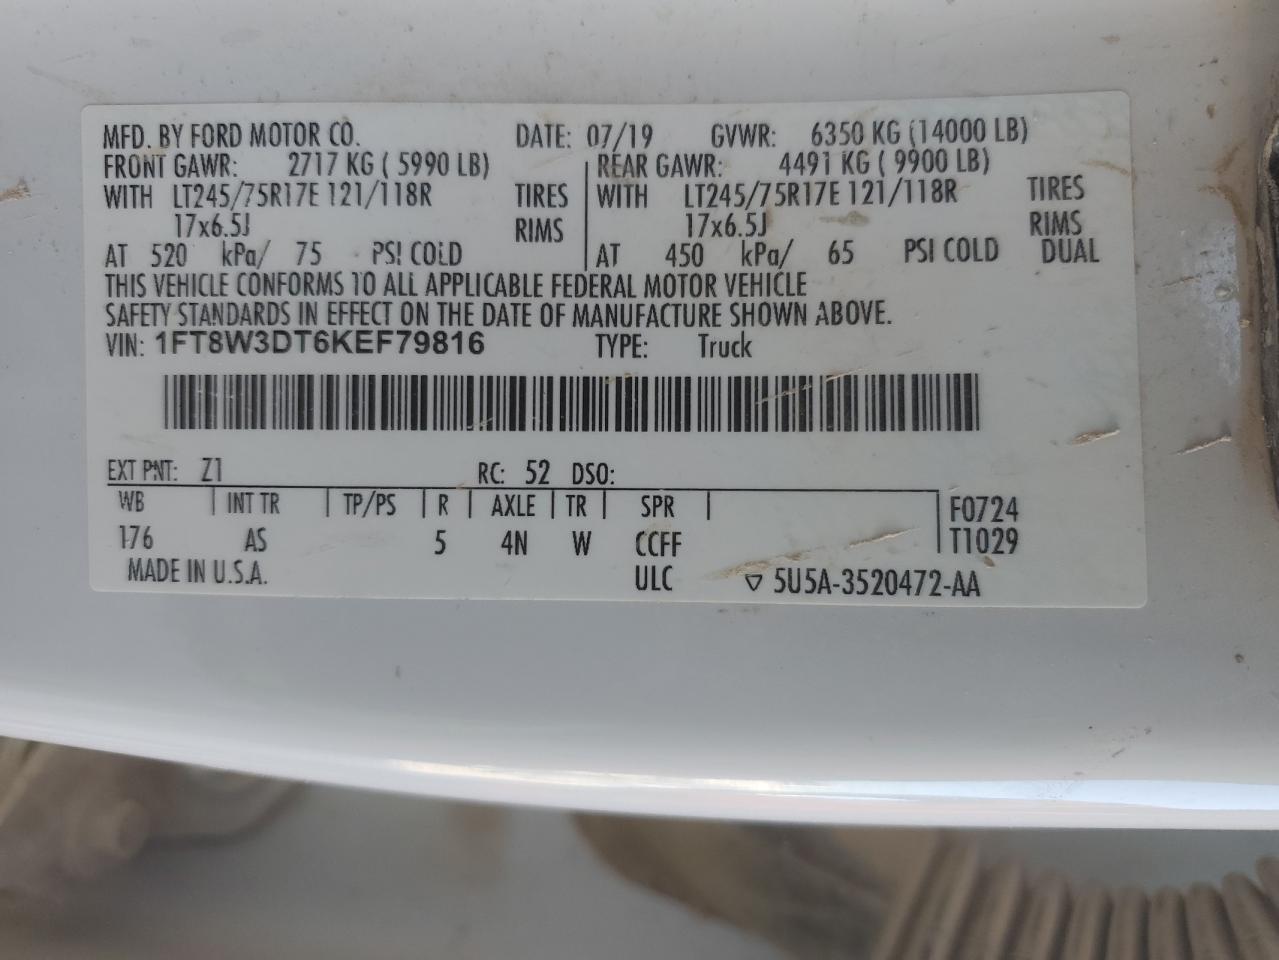 MFD. BY FORD MOTOR CO. DATE: 07/19 GVWR: 6350 KG (14000 LB)
FRONT GAWR: 2717 KG ( 5990 LB) REAR GAWR: 4491 KG ( 9900 LB)
WITH LT245/75R17E 121/118R TIRES WITH LT245/75R17E 121/118R TIRES
17x6.5J RIMS 17x6.5J RIMS
AT 520 kPa/ 75 PSI COLD AT 450 kPa/ 65 PSI COLD DUAL
THIS VEHICLE CONFORMS TO ALL APPLICABLE FEDERAL MOTOR VEHICLE
SAFETY STANDARDS IN EFFECT ON THE DATE OF MANUFACTURE SHOWN ABOVE.
VIN: 1FT8W3DT6KEF79816 TYPE: Truck
EXT PNT: Z1 RC: 52 DSO:
WB INT TR TP/PS R AXLE TR SPR F0724
176 AS 5 4N W CCFF T1029
MADE IN U.S.A. ULC ▽ 5U5A-3520472-AA